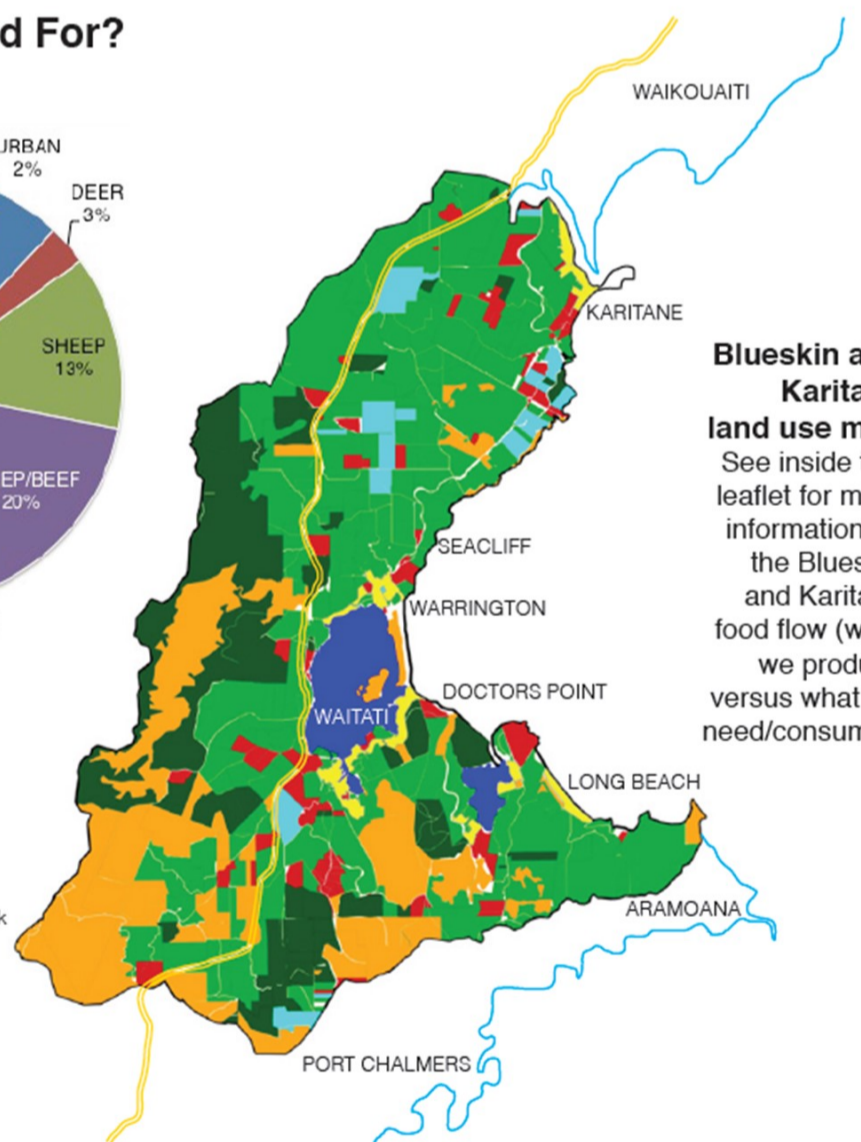 d For?
URBAN
2%
DEER
3%
SHEEP
13%
EP/BEEF
20%
k
WAIKOUAITI
KARITANE
Blueskin a
Karita
land use m
See inside t
leaflet for m
information
the Blues
and Karita
food flow (w
we produ
versus what
need/consum
SEACLIFF
WARRINGTON
DOCTORS POINT
WAITATI
LONG BEACH
ARAMOANA
PORT CHALMERS